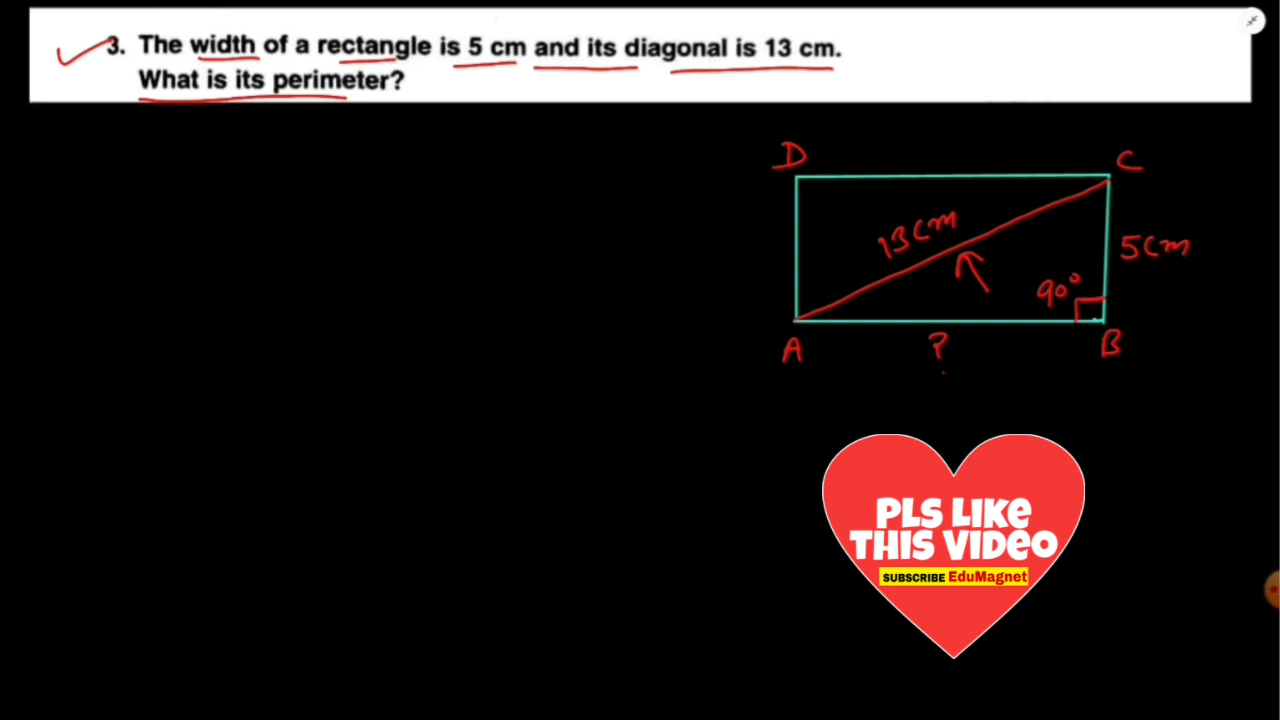 3. The width of a rectangle is 5 cm and its diagonal is 13 cm.
What is its perimeter?
D
C
13cm
5cm
90°
A
?
B
PLS LIKE
THIS VIDEO
SUBSCRIBE EduMagnet